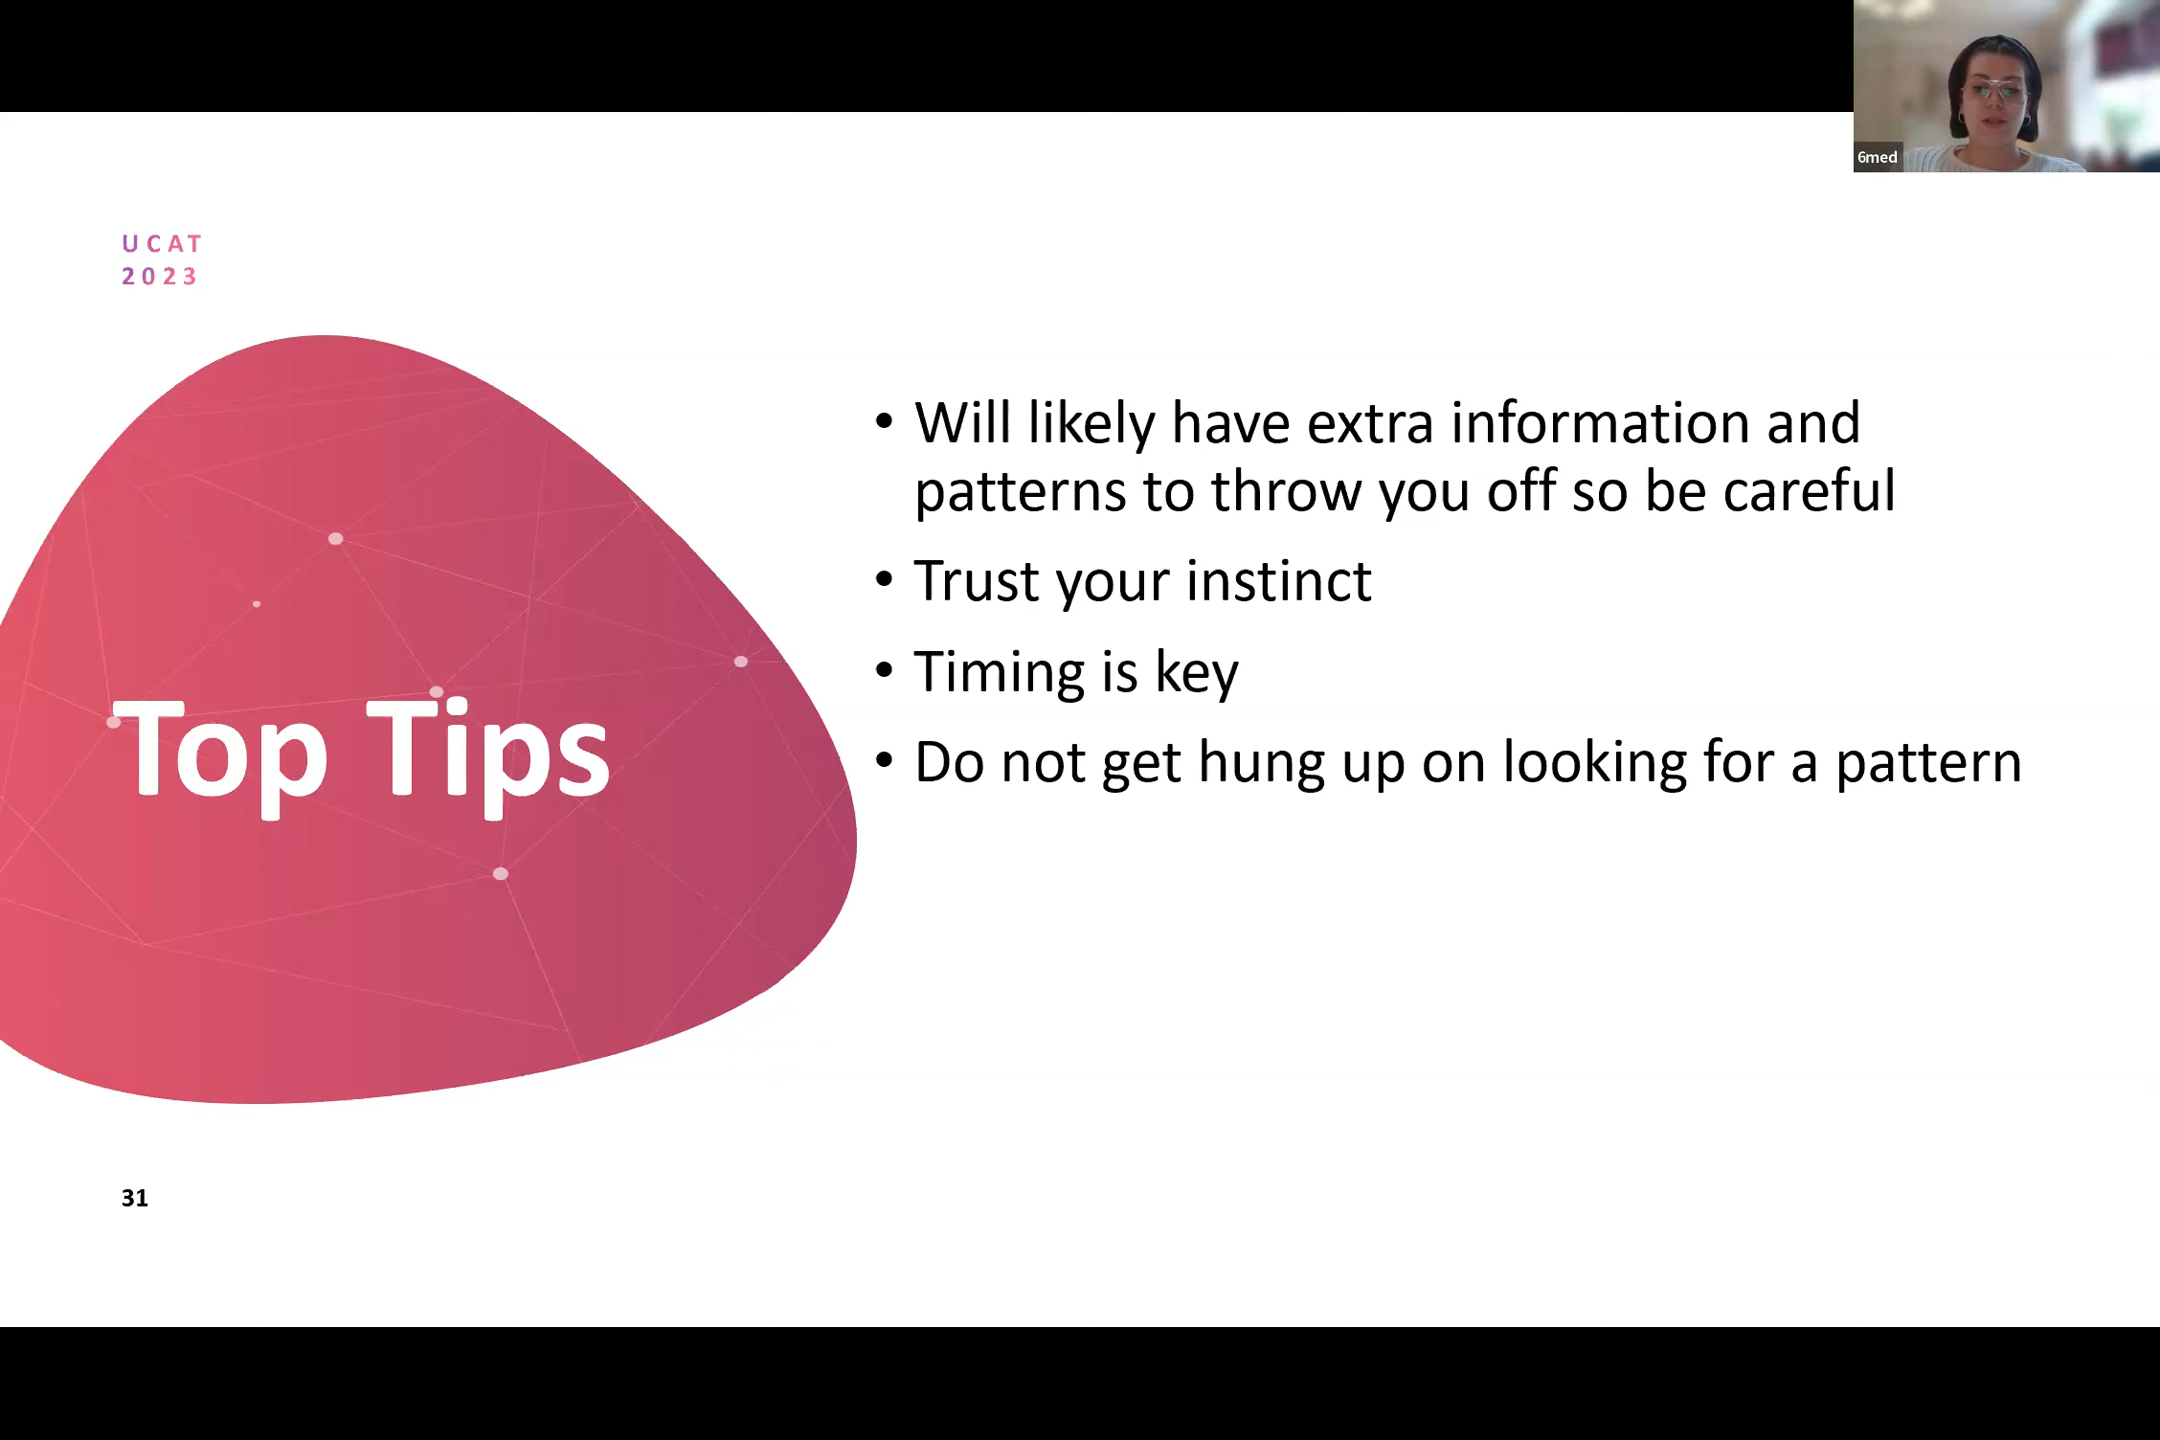 6med
UCAT
2023
Top Tips
• Will likely have extra information and
patterns to throw you off so be careful
• Trust your instinct
• Timing is key
• Do not get hung up on looking for a pattern
31